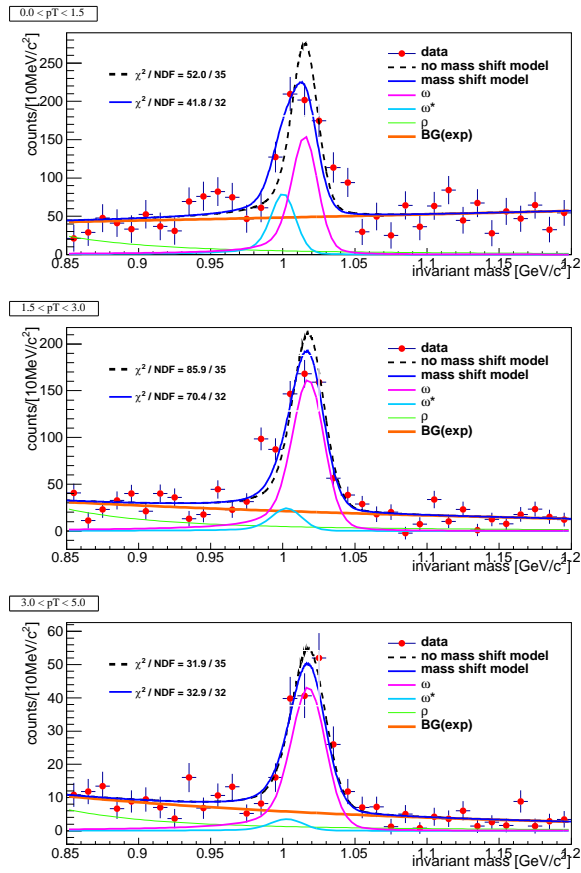 0.0 < pT < 1.5
counts/[10MeV/c²]
250
200
150
100
50
0
χ² / NDF = 52.0 / 35
χ² / NDF = 41.8 / 32
data
no mass shift model
mass shift model
ω
ω*
ρ
BG(exp)
0.85 0.9 0.95 1 1.05 1.1 1.15 1.2
invariant mass [GeV/c²]
1.5 < pT < 3.0
counts/[10MeV/c²]
200
150
100
50
0
χ² / NDF = 85.9 / 35
χ² / NDF = 70.4 / 32
data
no mass shift model
mass shift model
ω
ω*
ρ
BG(exp)
0.85 0.9 0.95 1 1.05 1.1 1.15 1.2
invariant mass [GeV/c²]
3.0 < pT < 5.0
counts/[10MeV/c²]
60
50
40
30
20
10
0
χ² / NDF = 31.9 / 35
χ² / NDF = 32.9 / 32
data
no mass shift model
mass shift model
ω
ω*
ρ
BG(exp)
0.85 0.9 0.95 1 1.05 1.1 1.15 1.2
invariant mass [GeV/c²]